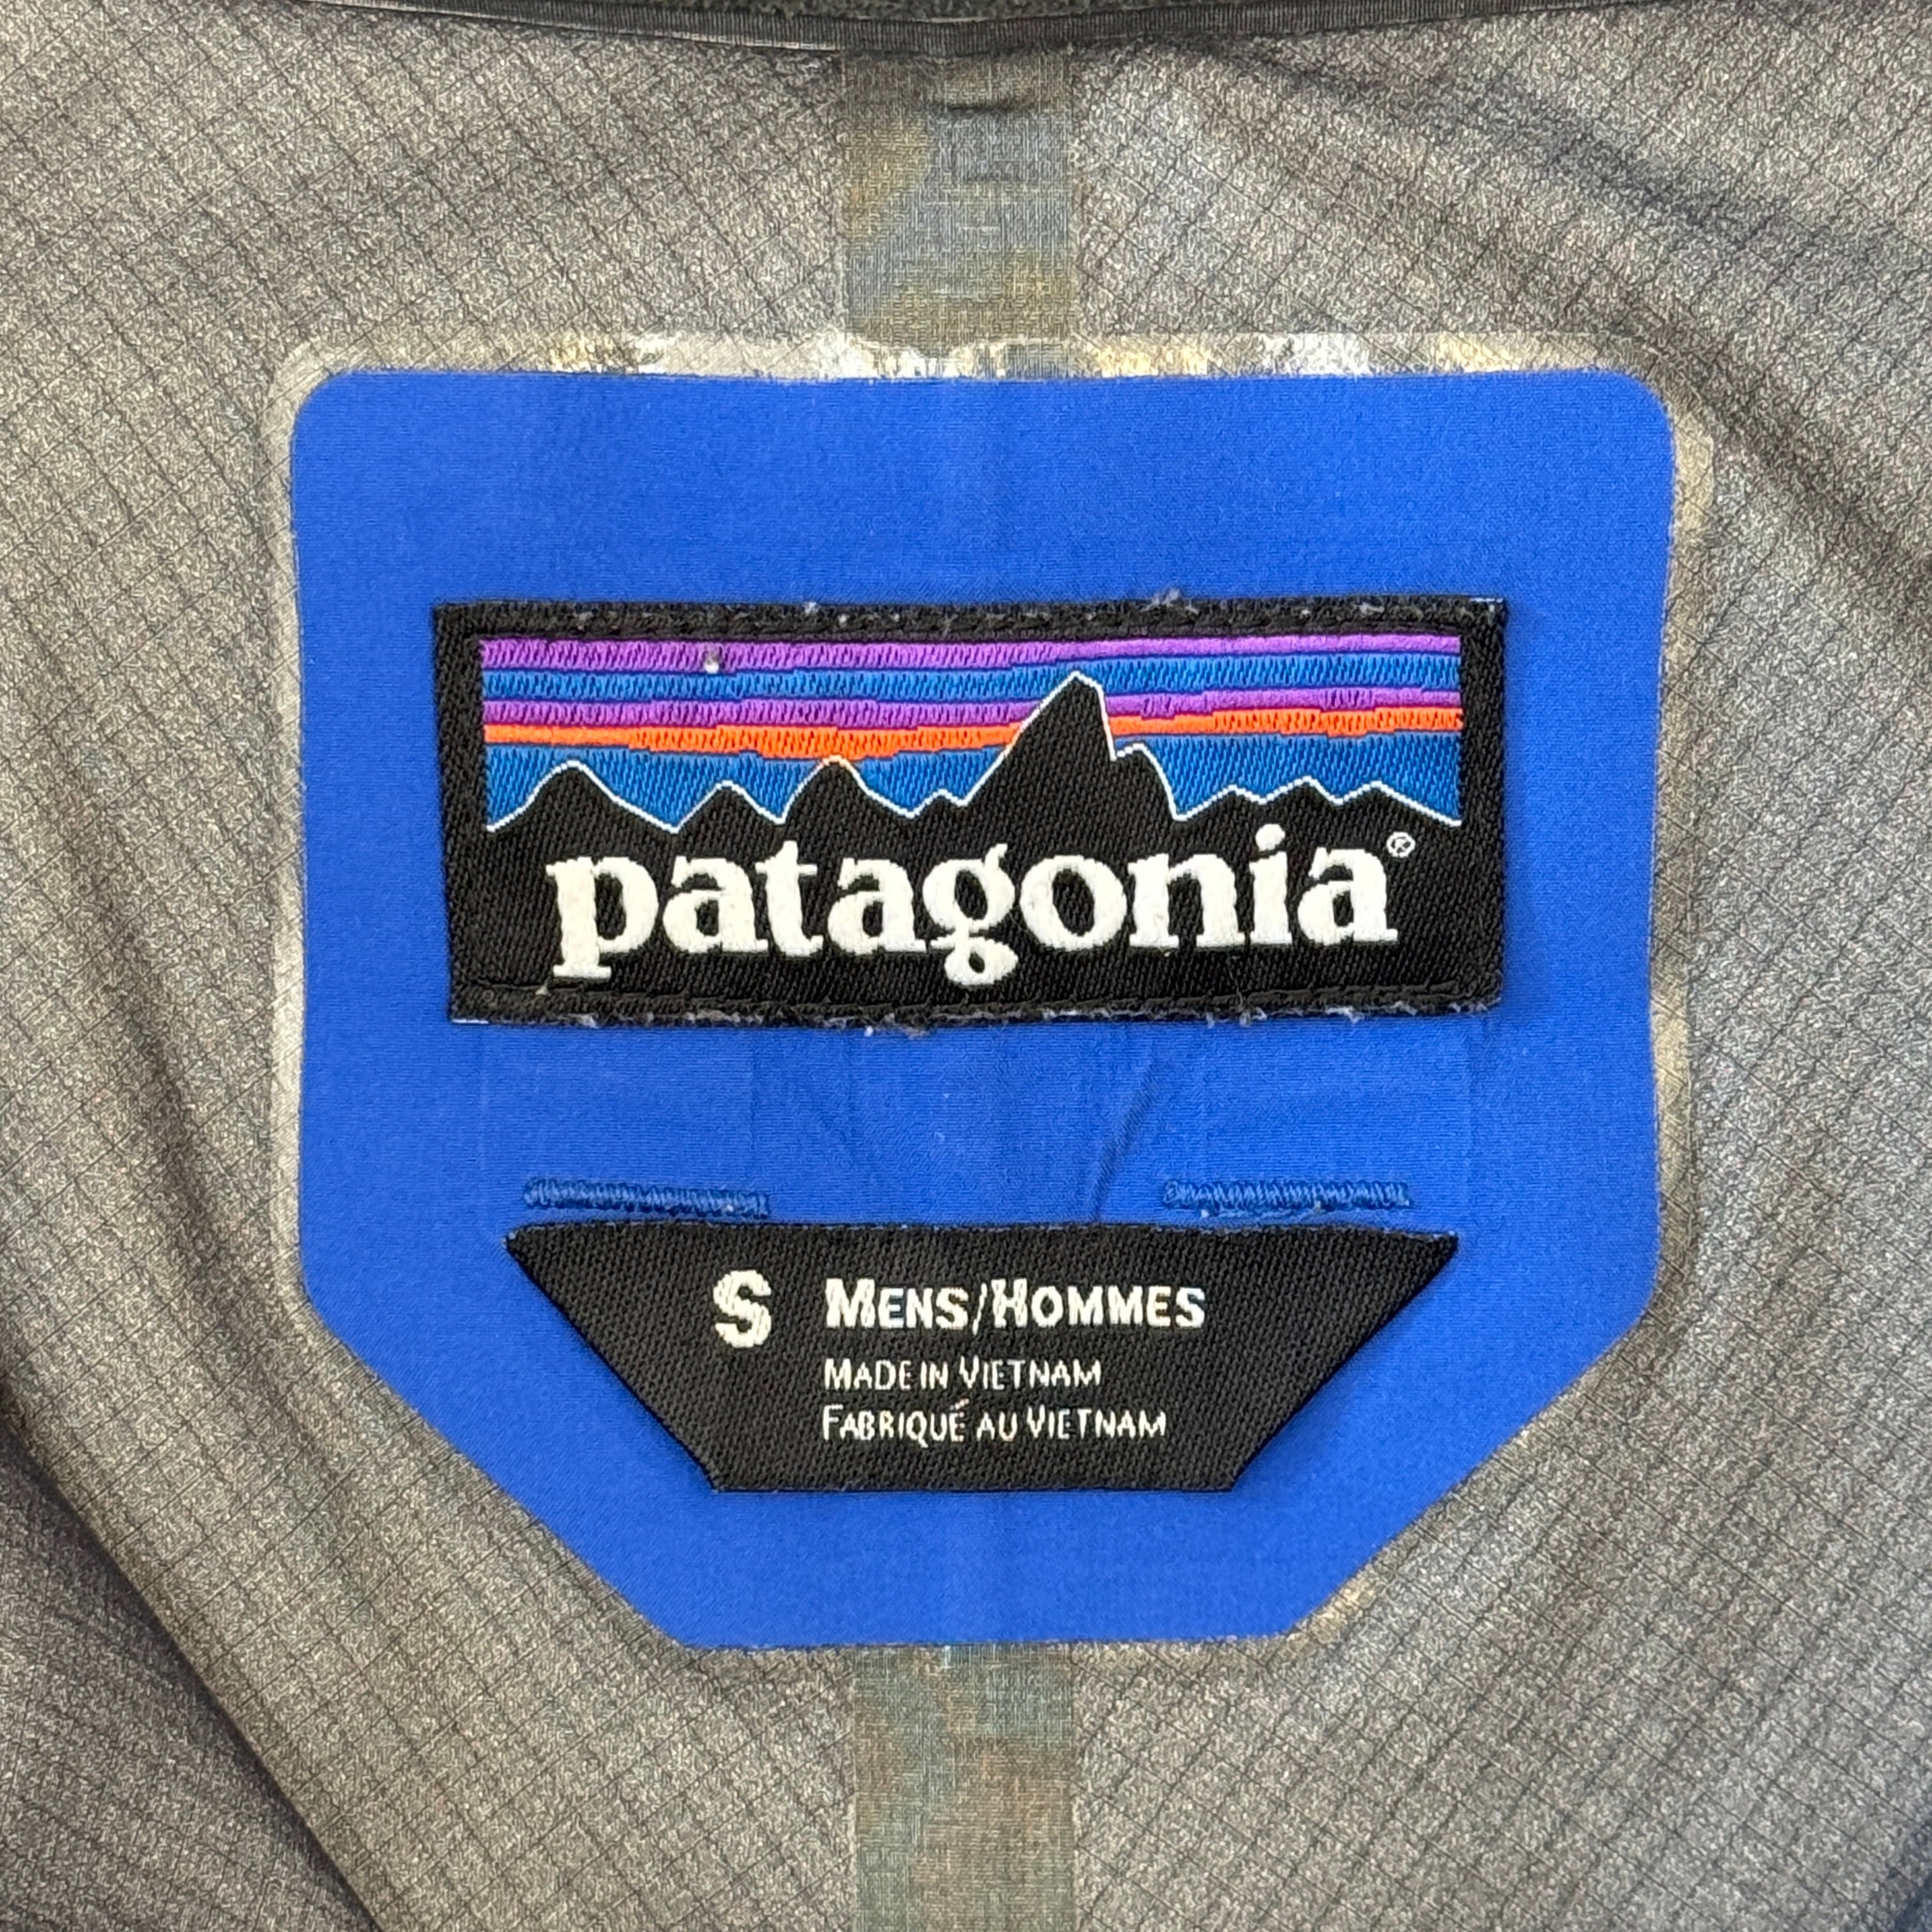 patagonia®
S MENS/HOMMES
MADE IN VIETNAM
FABRIQUÉ AU VIETNAM